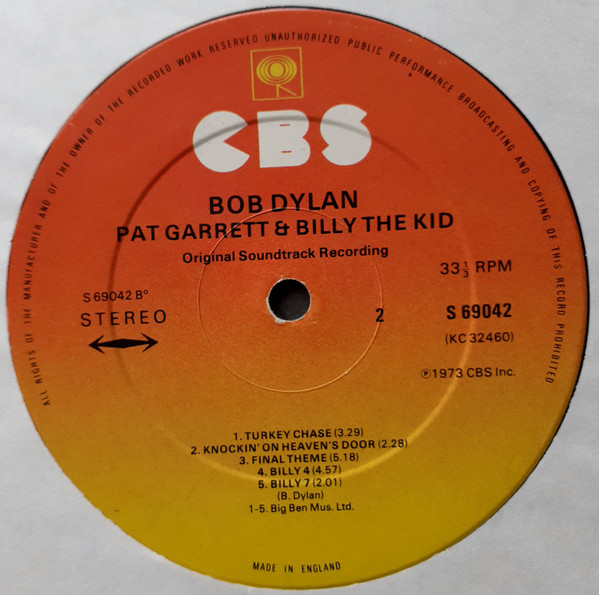 ALL RIGHTS OF THE MANUFACTURER AND OF THE OWNER OF THE RECORDED WORK RESERVED UNAUTHORIZED PUBLIC PERFORMANCE BROADCASTING AND COPYING OF THIS RECORD PROHIBITED
CBS
BOB DYLAN
PAT GARRETT & BILLY THE KID
Original Soundtrack Recording
33⅓ RPM
S 69042 B°
STEREO
2
S 69042
(KC 32460)
℗1973 CBS Inc.
1. TURKEY CHASE (3.29)
2. KNOCKIN' ON HEAVEN'S DOOR (2.28)
3. FINAL THEME (5.18)
4. BILLY 4 (4.57)
5. BILLY 7 (2.01)
(B. Dylan)
1-5. Big Ben Mus. Ltd.
MADE IN ENGLAND